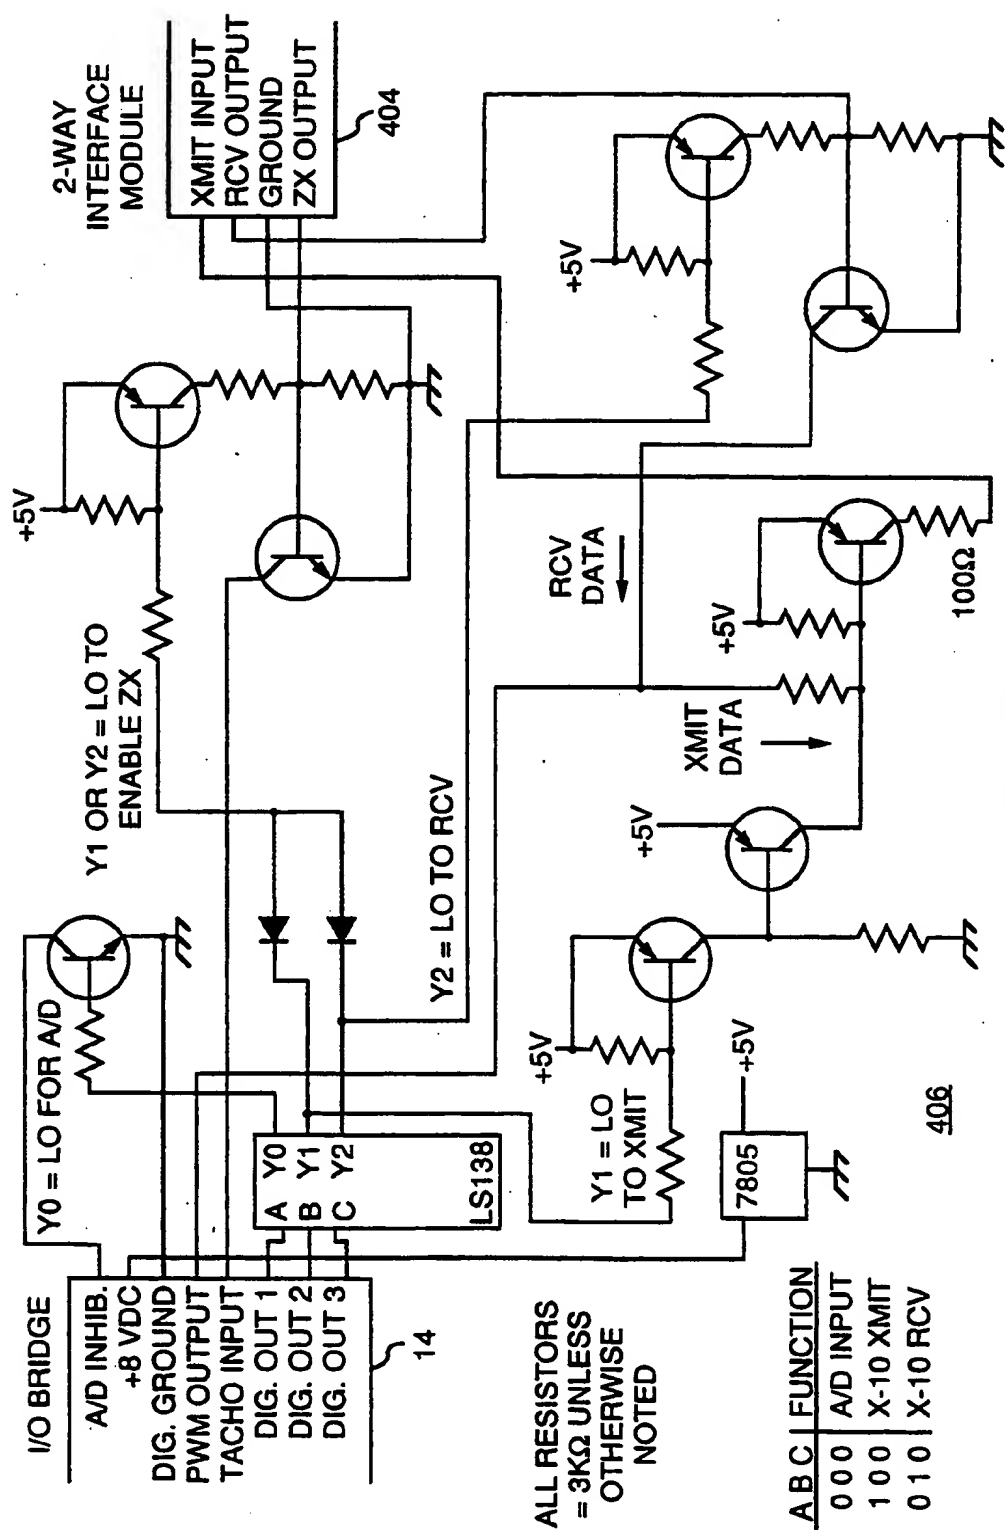 I/O BRIDGE
A/D INHIB.
+8 VDC
DIG. GROUND
PWM OUTPUT
TACHO INPUT
DIG. OUT 1
DIG. OUT 2
DIG. OUT 3
14
Y0 = LO FOR A/D
A Y0
B Y1
C Y2
LS138
Y1 OR Y2 = LO TO
ENABLE ZX
+5V
2-WAY
INTERFACE
MODULE
XMIT INPUT
RCV OUTPUT
GROUND
ZX OUTPUT
404
Y2 = LO TO RCV
RCV
DATA
+5V
XMIT
DATA
+5V
100Ω
+5V
+5V
Y1 = LO
TO XMIT
7805
+5V
406
ALL RESISTORS
= 3KΩ UNLESS
OTHERWISE
NOTED
A B C FUNCTION
0 0 0 A/D INPUT
1 0 0 X-10 XMIT
0 1 0 X-10 RCV